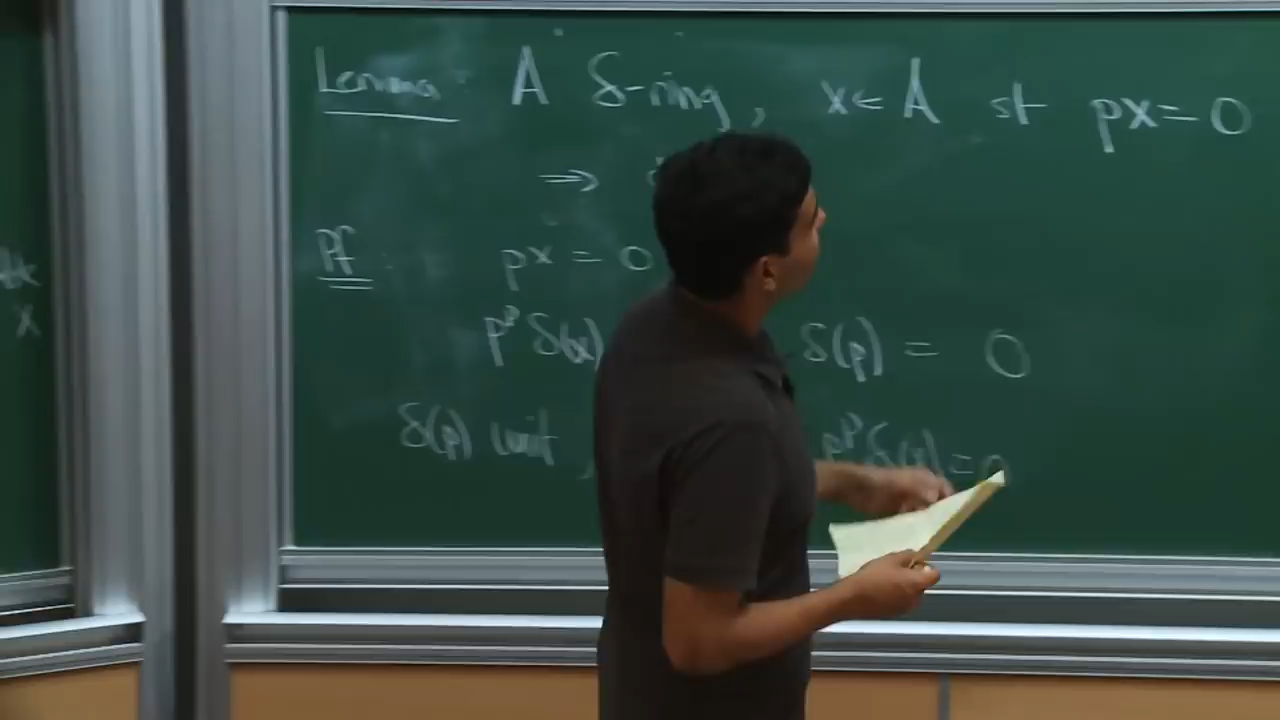 Lemma: A δ-ring, x ∈ A st px = 0
⇒
Pf: px = 0
p^p δ(x) δ(p) = 0
δ(p) unit, p^p δ(x) = 0
x